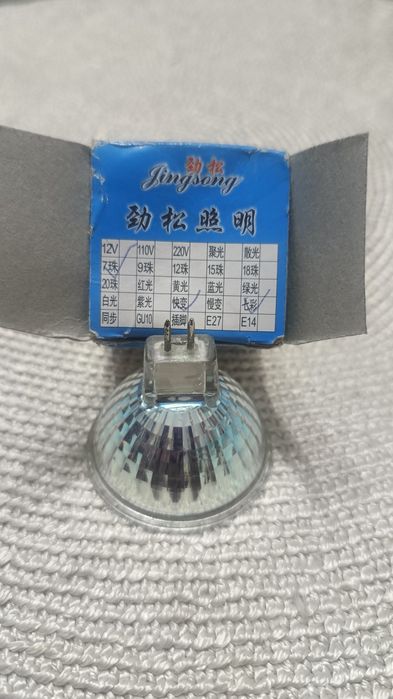 劲松
Jingsong
劲松照明
12V 110V 220V 聚光 散光
7珠 9珠 12珠 15珠 18珠
20珠 红光 黄光 蓝光 绿光
白光 紫光 快变 慢变 七彩
同步 GU10 插脚 E27 E14